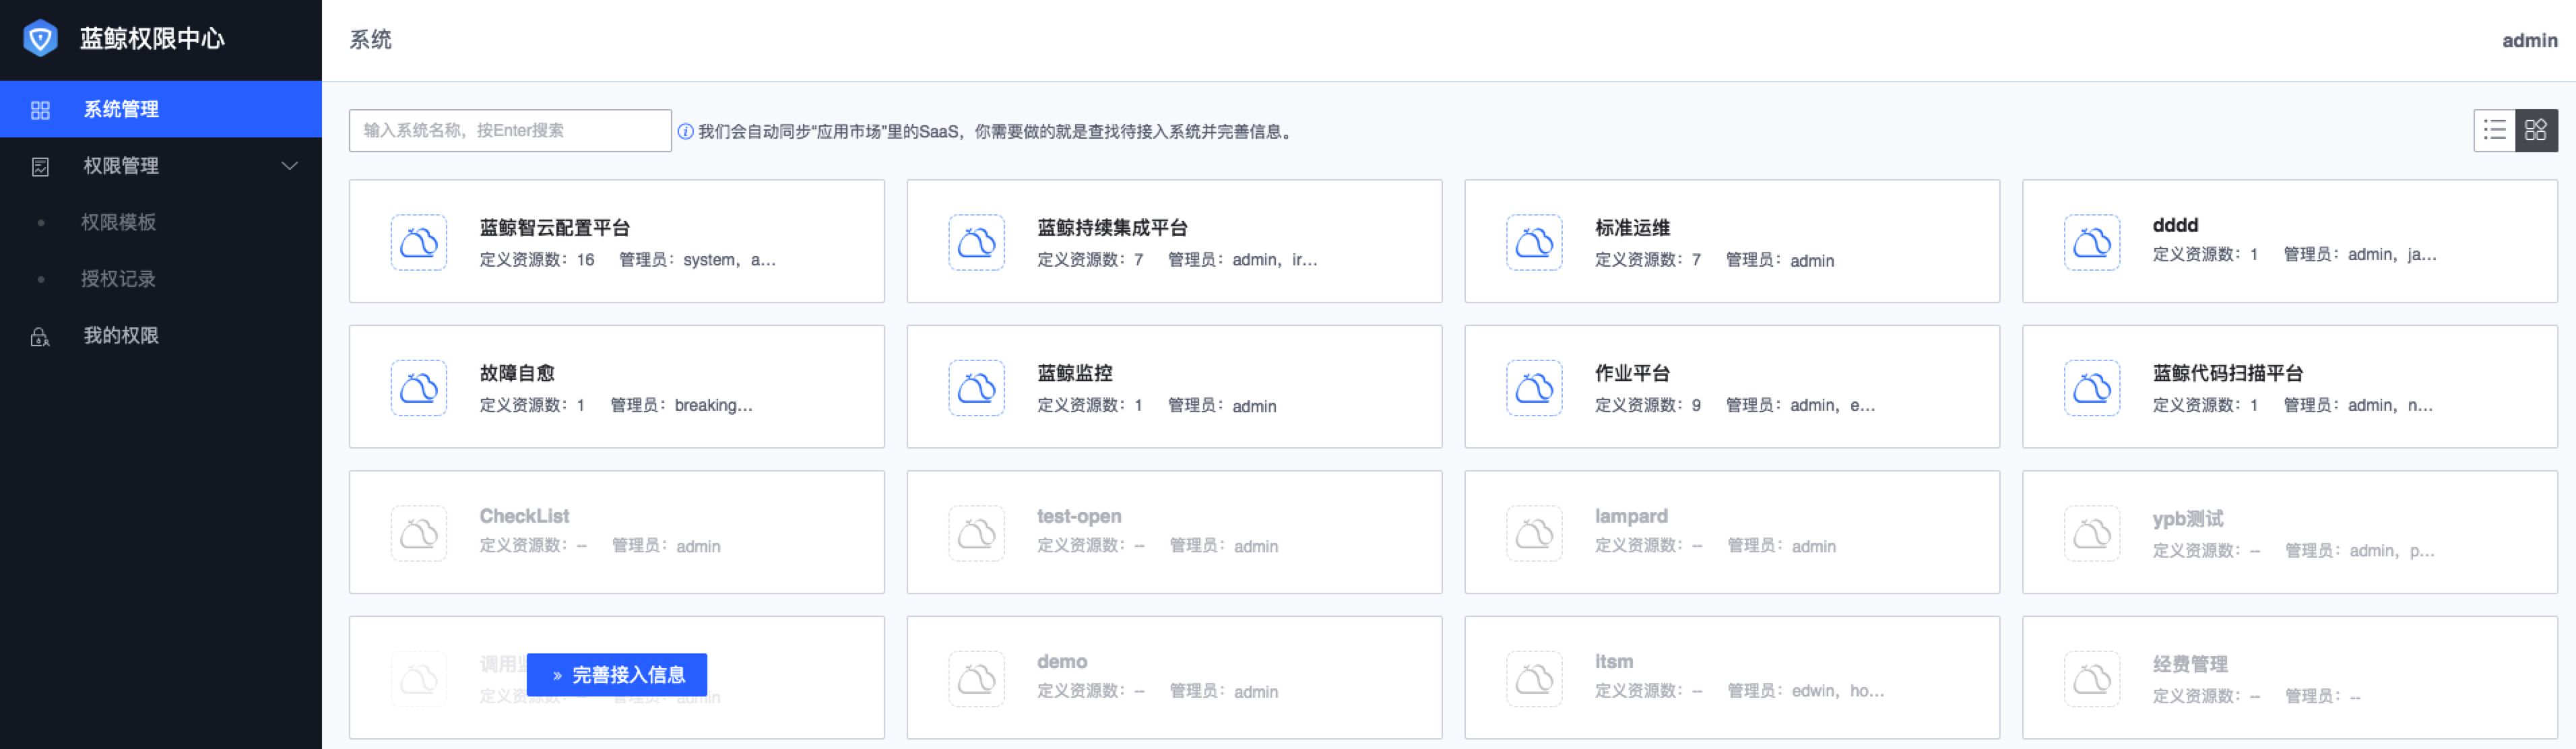 蓝鲸权限中心
系统
admin
系统管理
权限管理
权限模板
授权记录
我的权限
输入系统名称，按Enter搜索
我们会自动同步“应用市场”里的SaaS，你需要做的就是查找待接入系统并完善信息。
蓝鲸智云配置平台
定义资源数：16 管理员：system，a...
蓝鲸持续集成平台
定义资源数：7 管理员：admin，ir...
标准运维
定义资源数：7 管理员：admin
dddd
定义资源数：1 管理员：admin，ja...
故障自愈
定义资源数：1 管理员：breaking...
蓝鲸监控
定义资源数：1 管理员：admin
作业平台
定义资源数：9 管理员：admin，e...
蓝鲸代码扫描平台
定义资源数：1 管理员：admin，n...
CheckList
定义资源数：-- 管理员：admin
test-open
定义资源数：-- 管理员：admin
lampard
定义资源数：-- 管理员：admin
ypb测试
定义资源数：-- 管理员：admin，p...
调用
» 完善接入信息
定义资源数：-- 管理员：admin
demo
定义资源数：-- 管理员：admin
itsm
定义资源数：-- 管理员：edwin，ho...
经费管理
定义资源数：-- 管理员：--